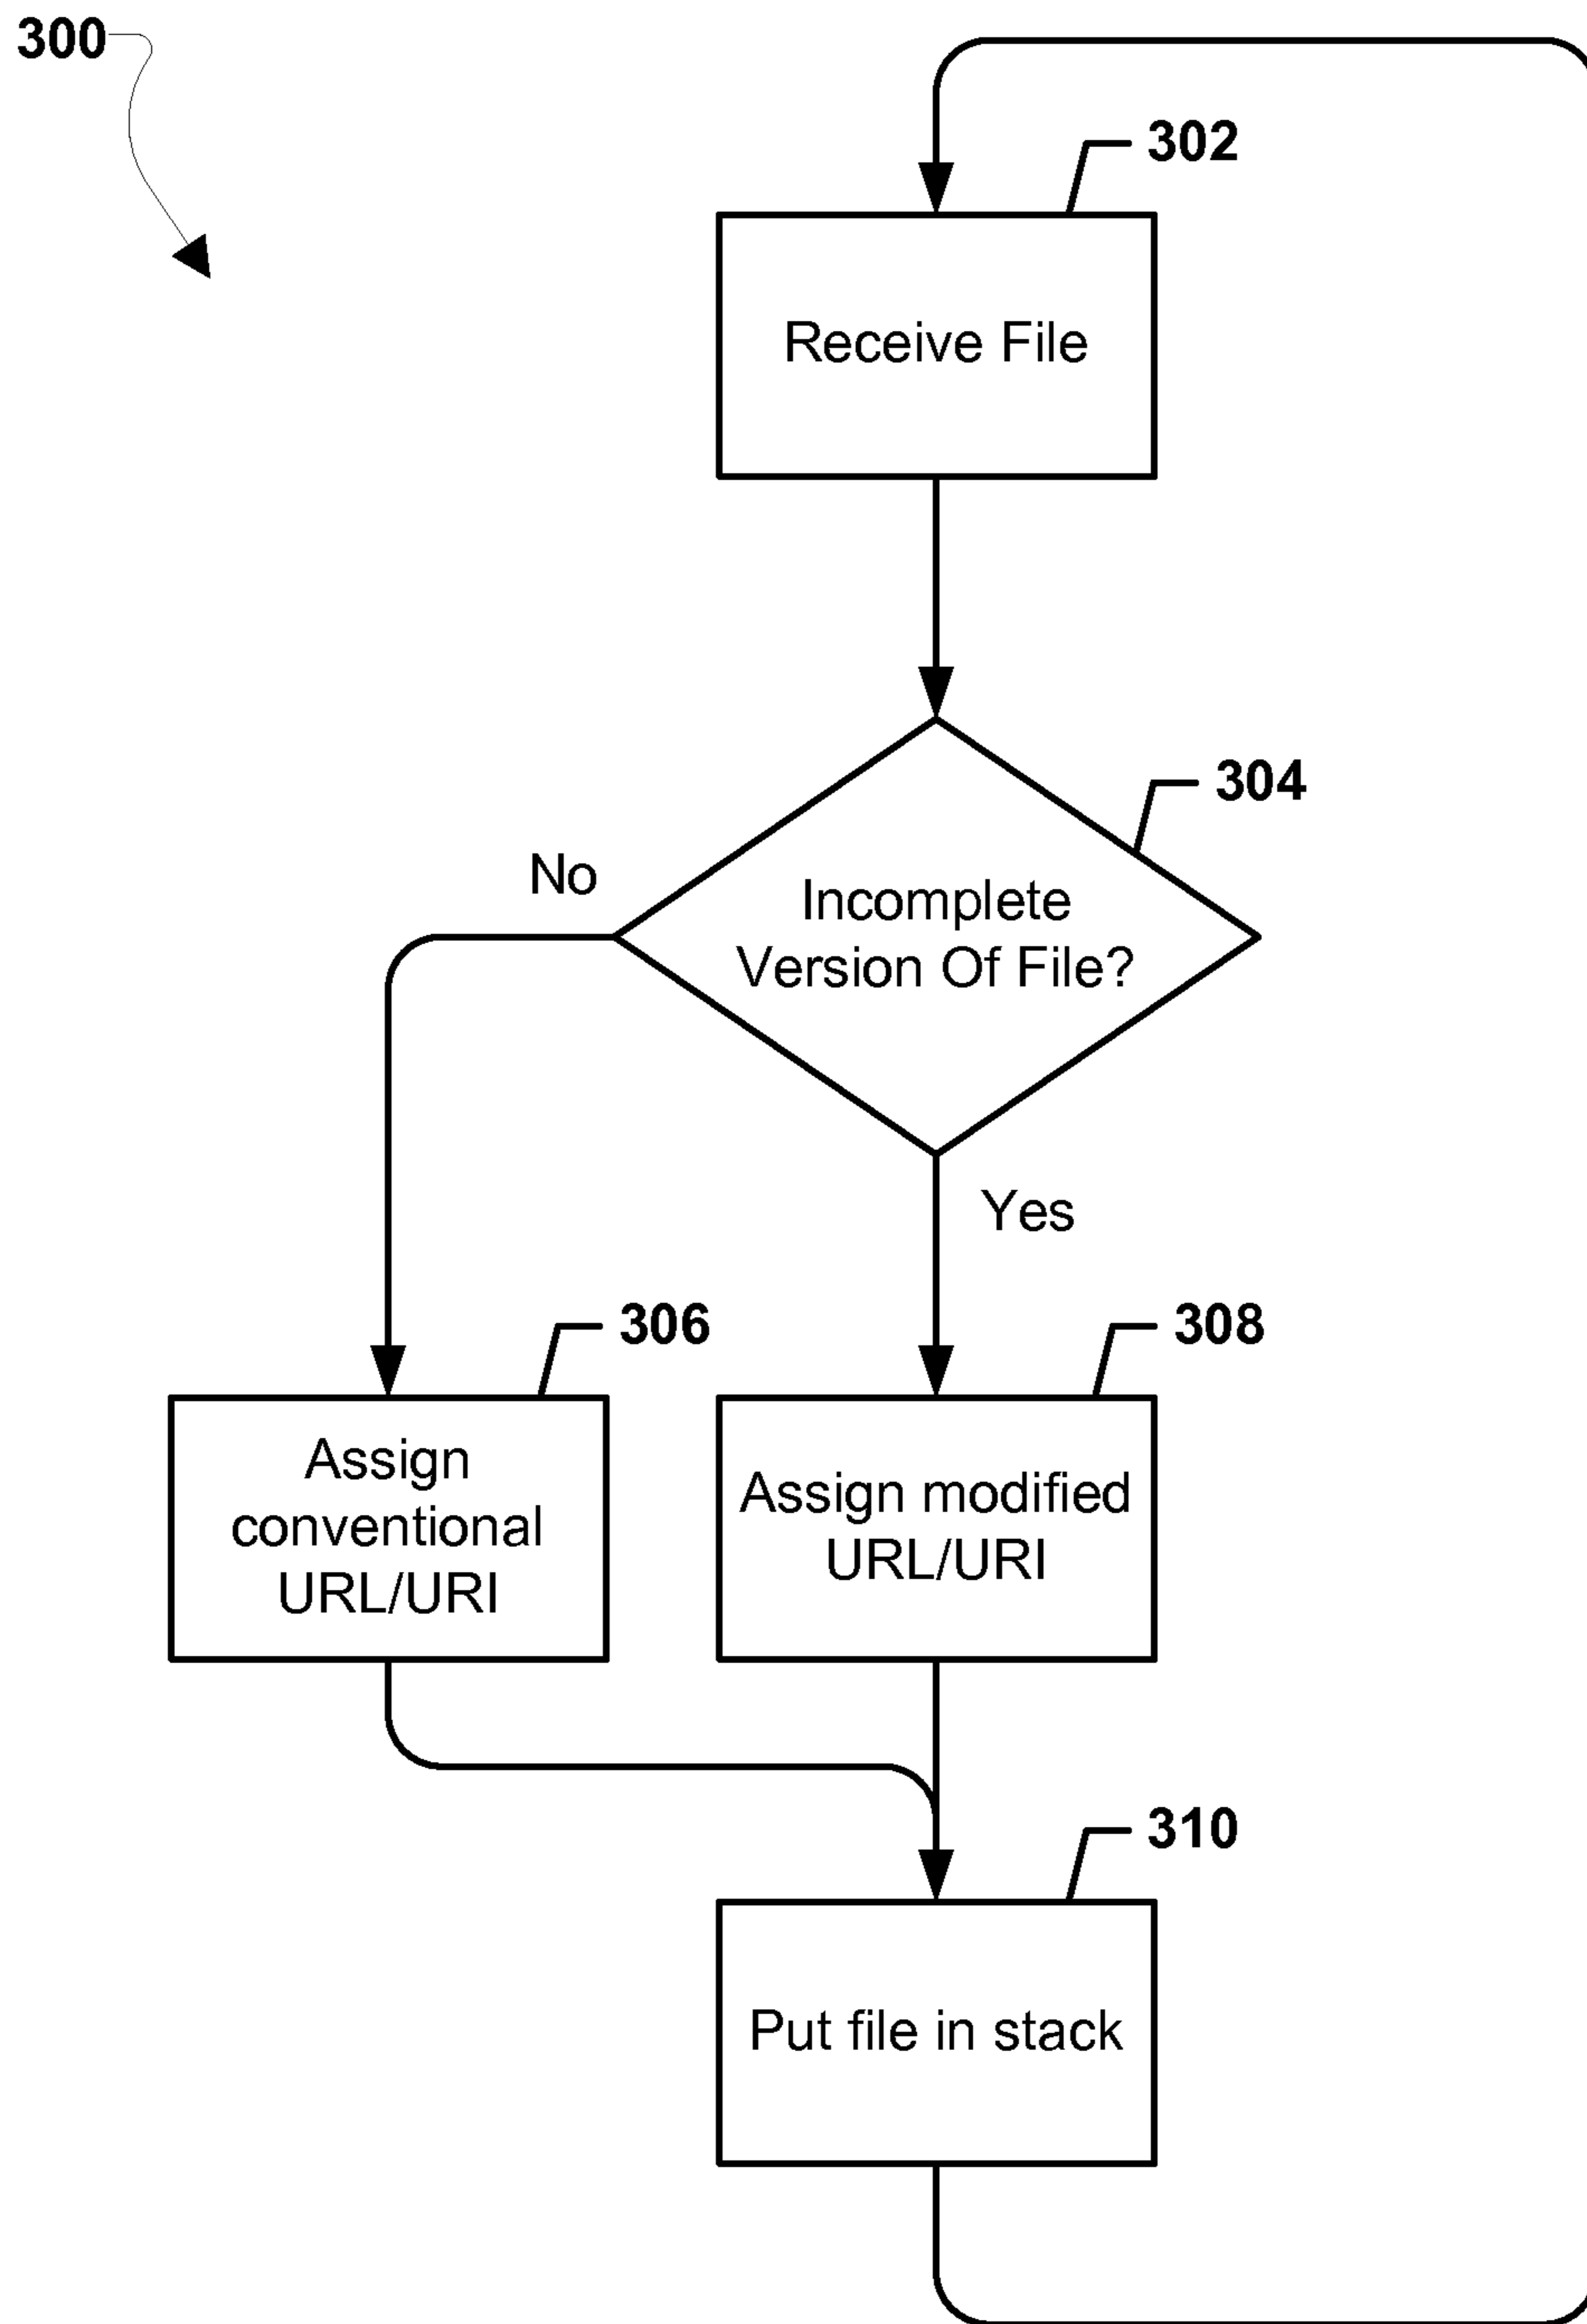 300
302
Receive File
304
No
Incomplete
Version Of File?
Yes
306
308
Assign
conventional
URL/URI
Assign modified
URL/URI
310
Put file in stack